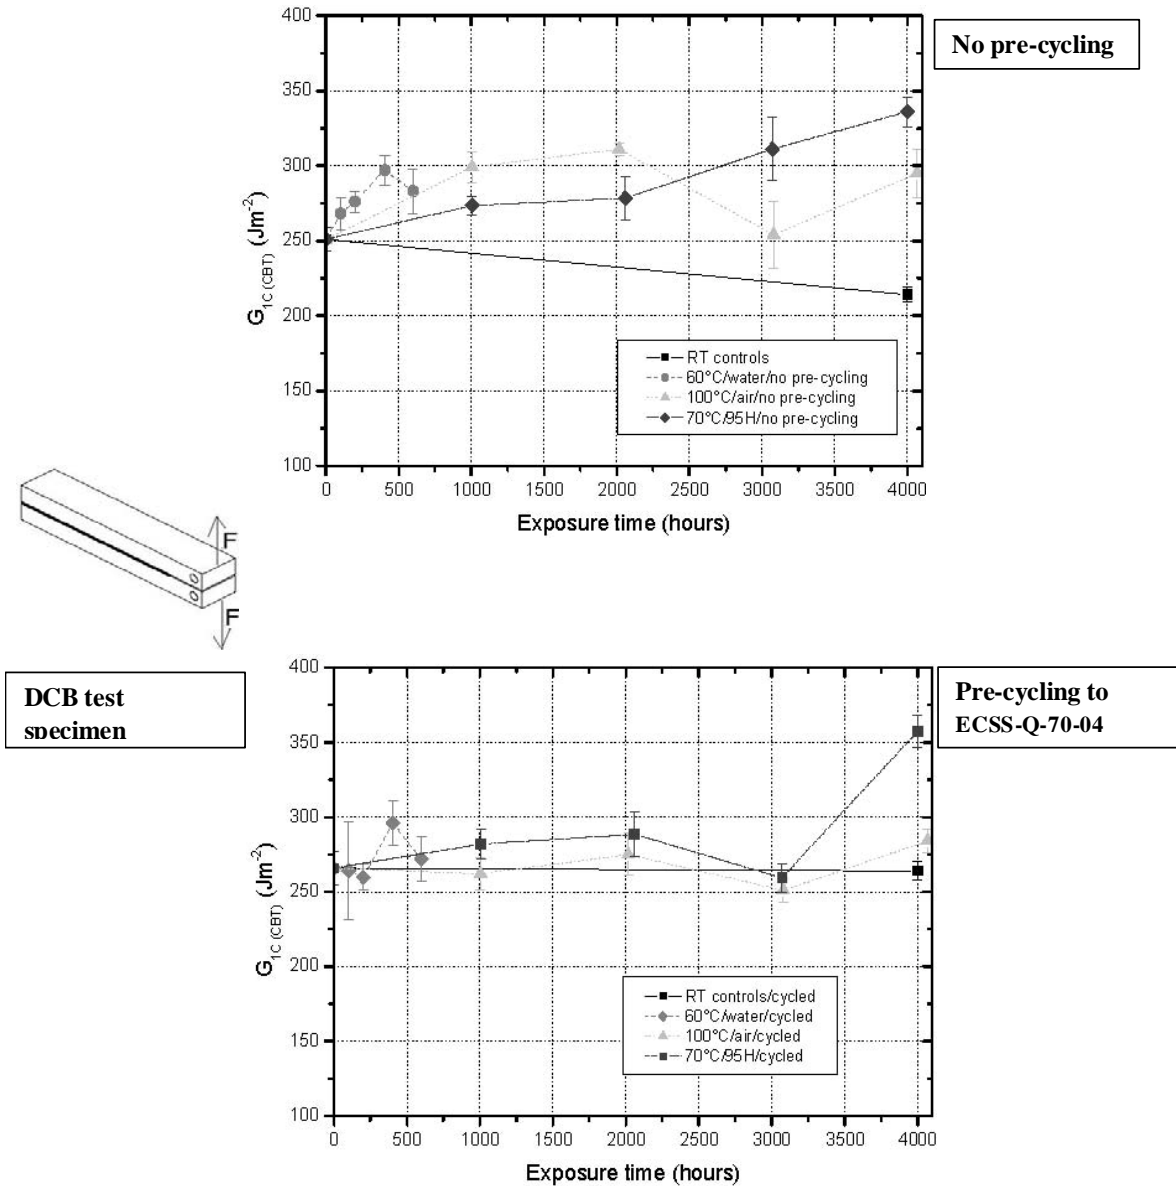 400
350
300
250
200
150
100
G1C (CBT) (Jm-2)
0 500 1000 1500 2000 2500 3000 3500 4000
Exposure time (hours)
RT controls
60°C/water/no pre-cycling
100°C/air/no pre-cycling
70°C/95H/no pre-cycling
No pre-cycling
F
F
DCB test
specimen
400
350
300
250
200
150
100
G1C (CBT) (Jm-2)
0 500 1000 1500 2000 2500 3000 3500 4000
Exposure time (hours)
RT controls/cycled
60°C/water/cycled
100°C/air/cycled
70°C/95H/cycled
Pre-cycling to
ECSS-Q-70-04